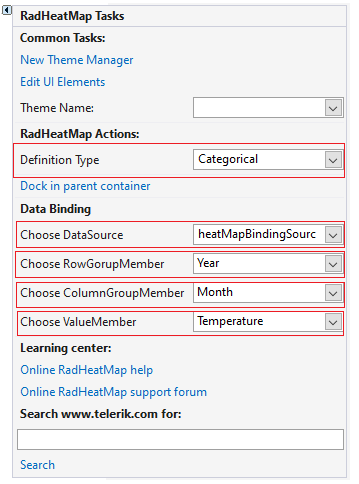 RadHeatMap Tasks
Common Tasks:
New Theme Manager
Edit UI Elements
Theme Name:
RadHeatMap Actions:
Definition Type Categorical
Dock in parent container
Data Binding
Choose DataSource heatMapBindingSourc
Choose RowGorupMember Year
Choose ColumnGroupMember Month
Choose ValueMember Temperature
Learning center:
Online RadHeatMap help
Online RadHeatMap support forum
Search www.telerik.com for:
Search